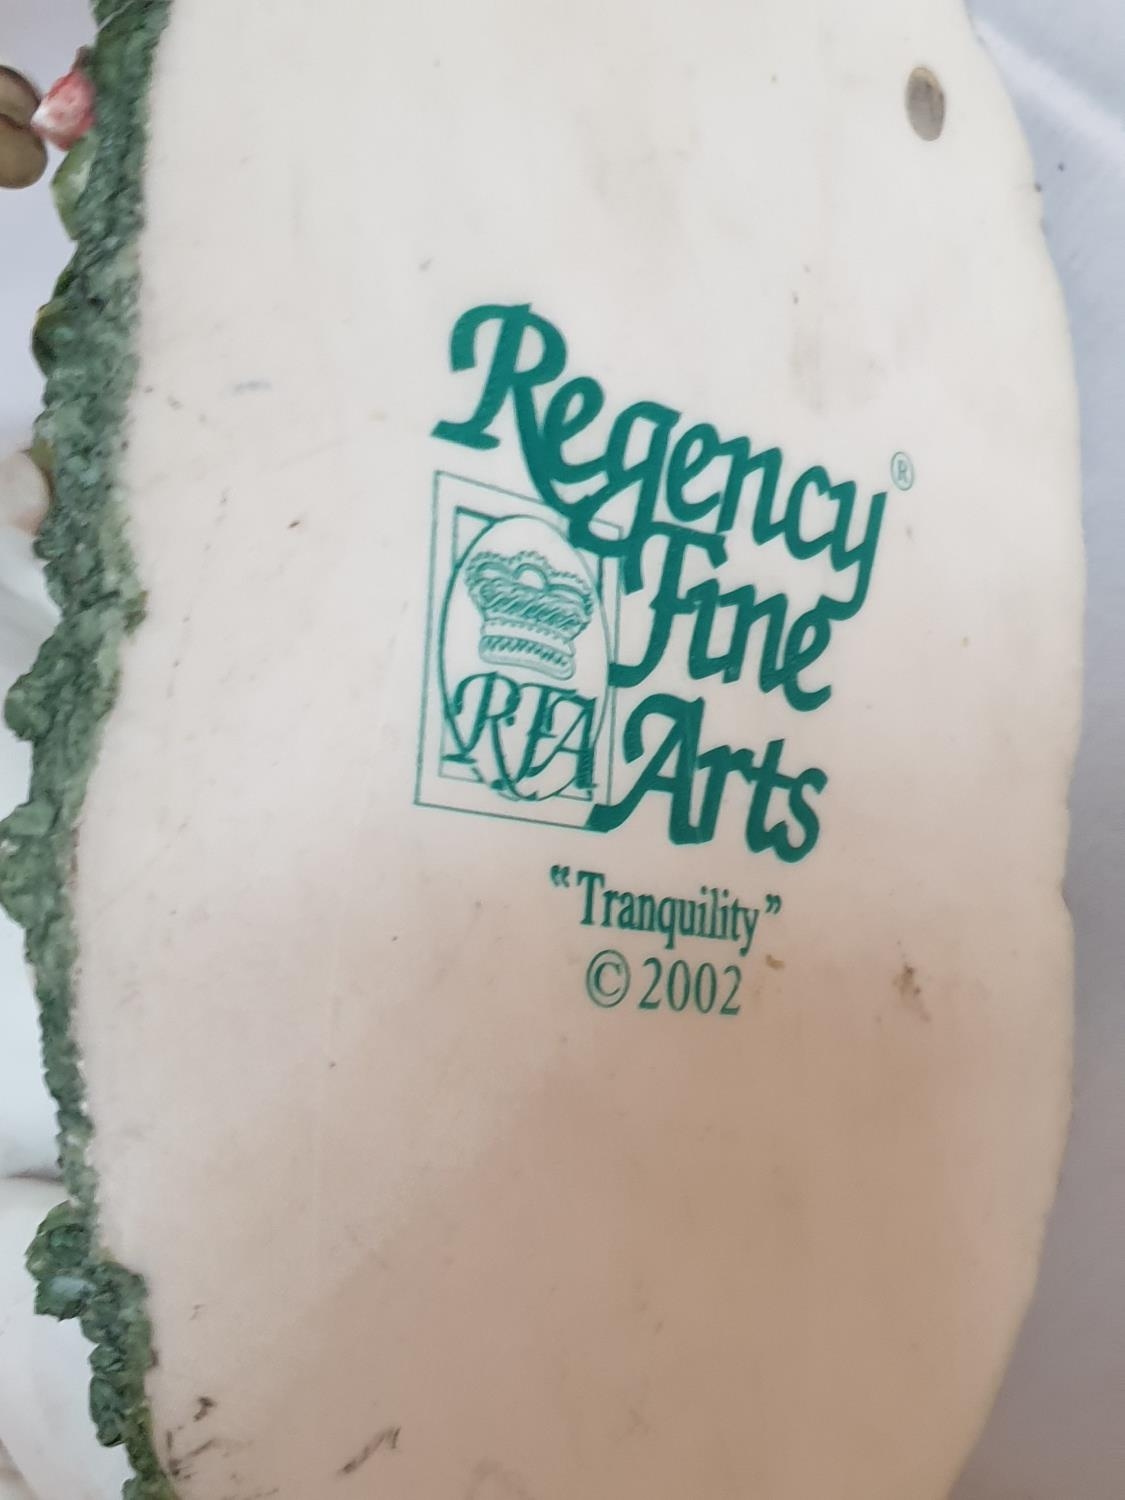 Regency®
Fine
Arts
RFA
"Tranquility"
©2002